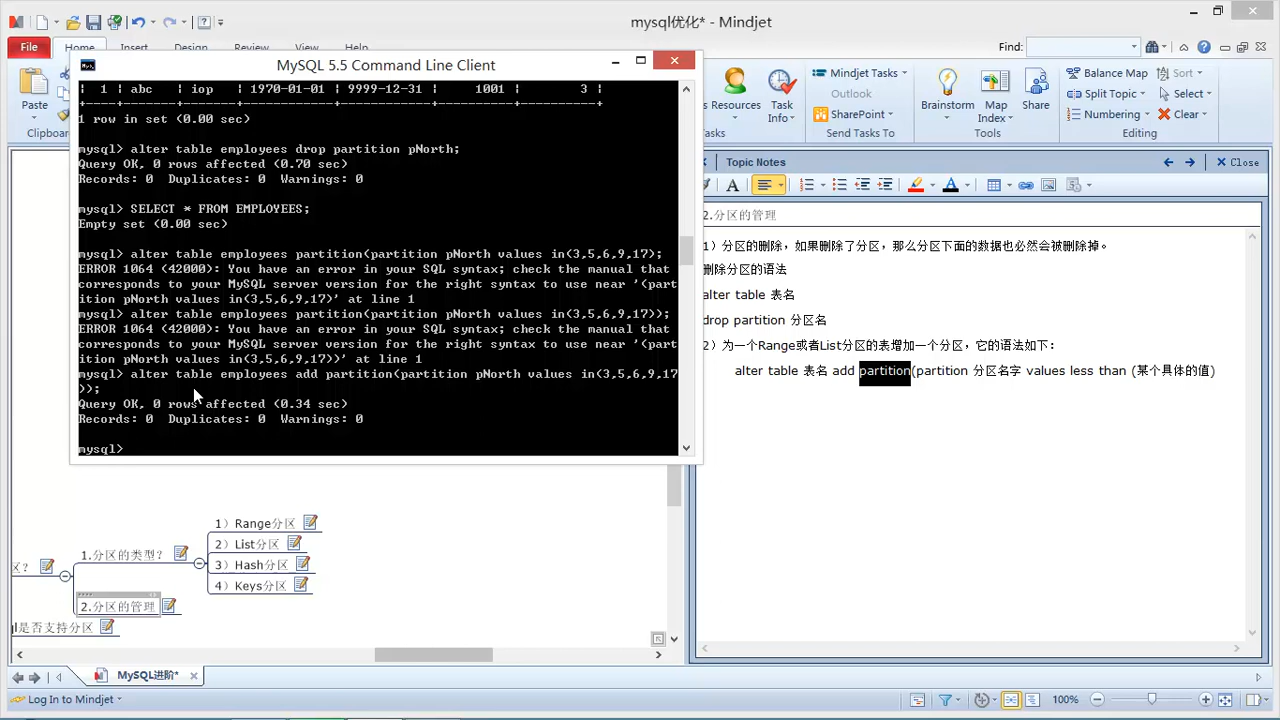 mysql优化* - Mindjet
File
Home
Insert
Design
Review
View
Help
Find:
Paste
Clipboard
Resources
Task Info
Tasks
Mindjet Tasks
Outlook
SharePoint
Send Tasks To
Brainstorm
Map Index
Share
Balance Map
Split Topic
Numbering
Tools
Sort
Select
Clear
Editing
MySQL 5.5 Command Line Client
| 1 | abc | iop | 1970-01-01 | 9999-12-31 | 1001 | 3 |
+----+--------+--------+------------+------------+----------+----------+
1 row in set (0.00 sec)
mysql> alter table employees drop partition pNorth;
Query OK, 0 rows affected (0.70 sec)
Records: 0  Duplicates: 0  Warnings: 0
mysql> SELECT * FROM EMPLOYEES;
Empty set (0.00 sec)
mysql> alter table employees partition(partition pNorth values in(3,5,6,9,17);
ERROR 1064 (42000): You have an error in your SQL syntax; check the manual that
corresponds to your MySQL server version for the right syntax to use near '(part
ition pNorth values in(3,5,6,9,17)' at line 1
mysql> alter table employees partition(partition pNorth values in(3,5,6,9,17));
ERROR 1064 (42000): You have an error in your SQL syntax; check the manual that
corresponds to your MySQL server version for the right syntax to use near '(part
ition pNorth values in(3,5,6,9,17))' at line 1
mysql> alter table employees add partition(partition pNorth values in(3,5,6,9,17
));
Query OK, 0 rows affected (0.34 sec)
Records: 0  Duplicates: 0  Warnings: 0
mysql>
Topic Notes
Close
2.分区的管理
1）分区的删除，如果删除了分区，那么分区下面的数据也必然会被删除掉。
删除分区的语法
alter table 表名
drop partition 分区名
2）为一个Range或者List分区的表增加一个分区，它的语法如下：
alter table 表名 add partition(partition 分区名字 values less than (某个具体的值)
1）Range分区
2）List分区
3）Hash分区
4）Keys分区
区？
1.分区的类型？
2.分区的管理
ql是否支持分区
MySQL进阶*
Log In to Mindjet
100%